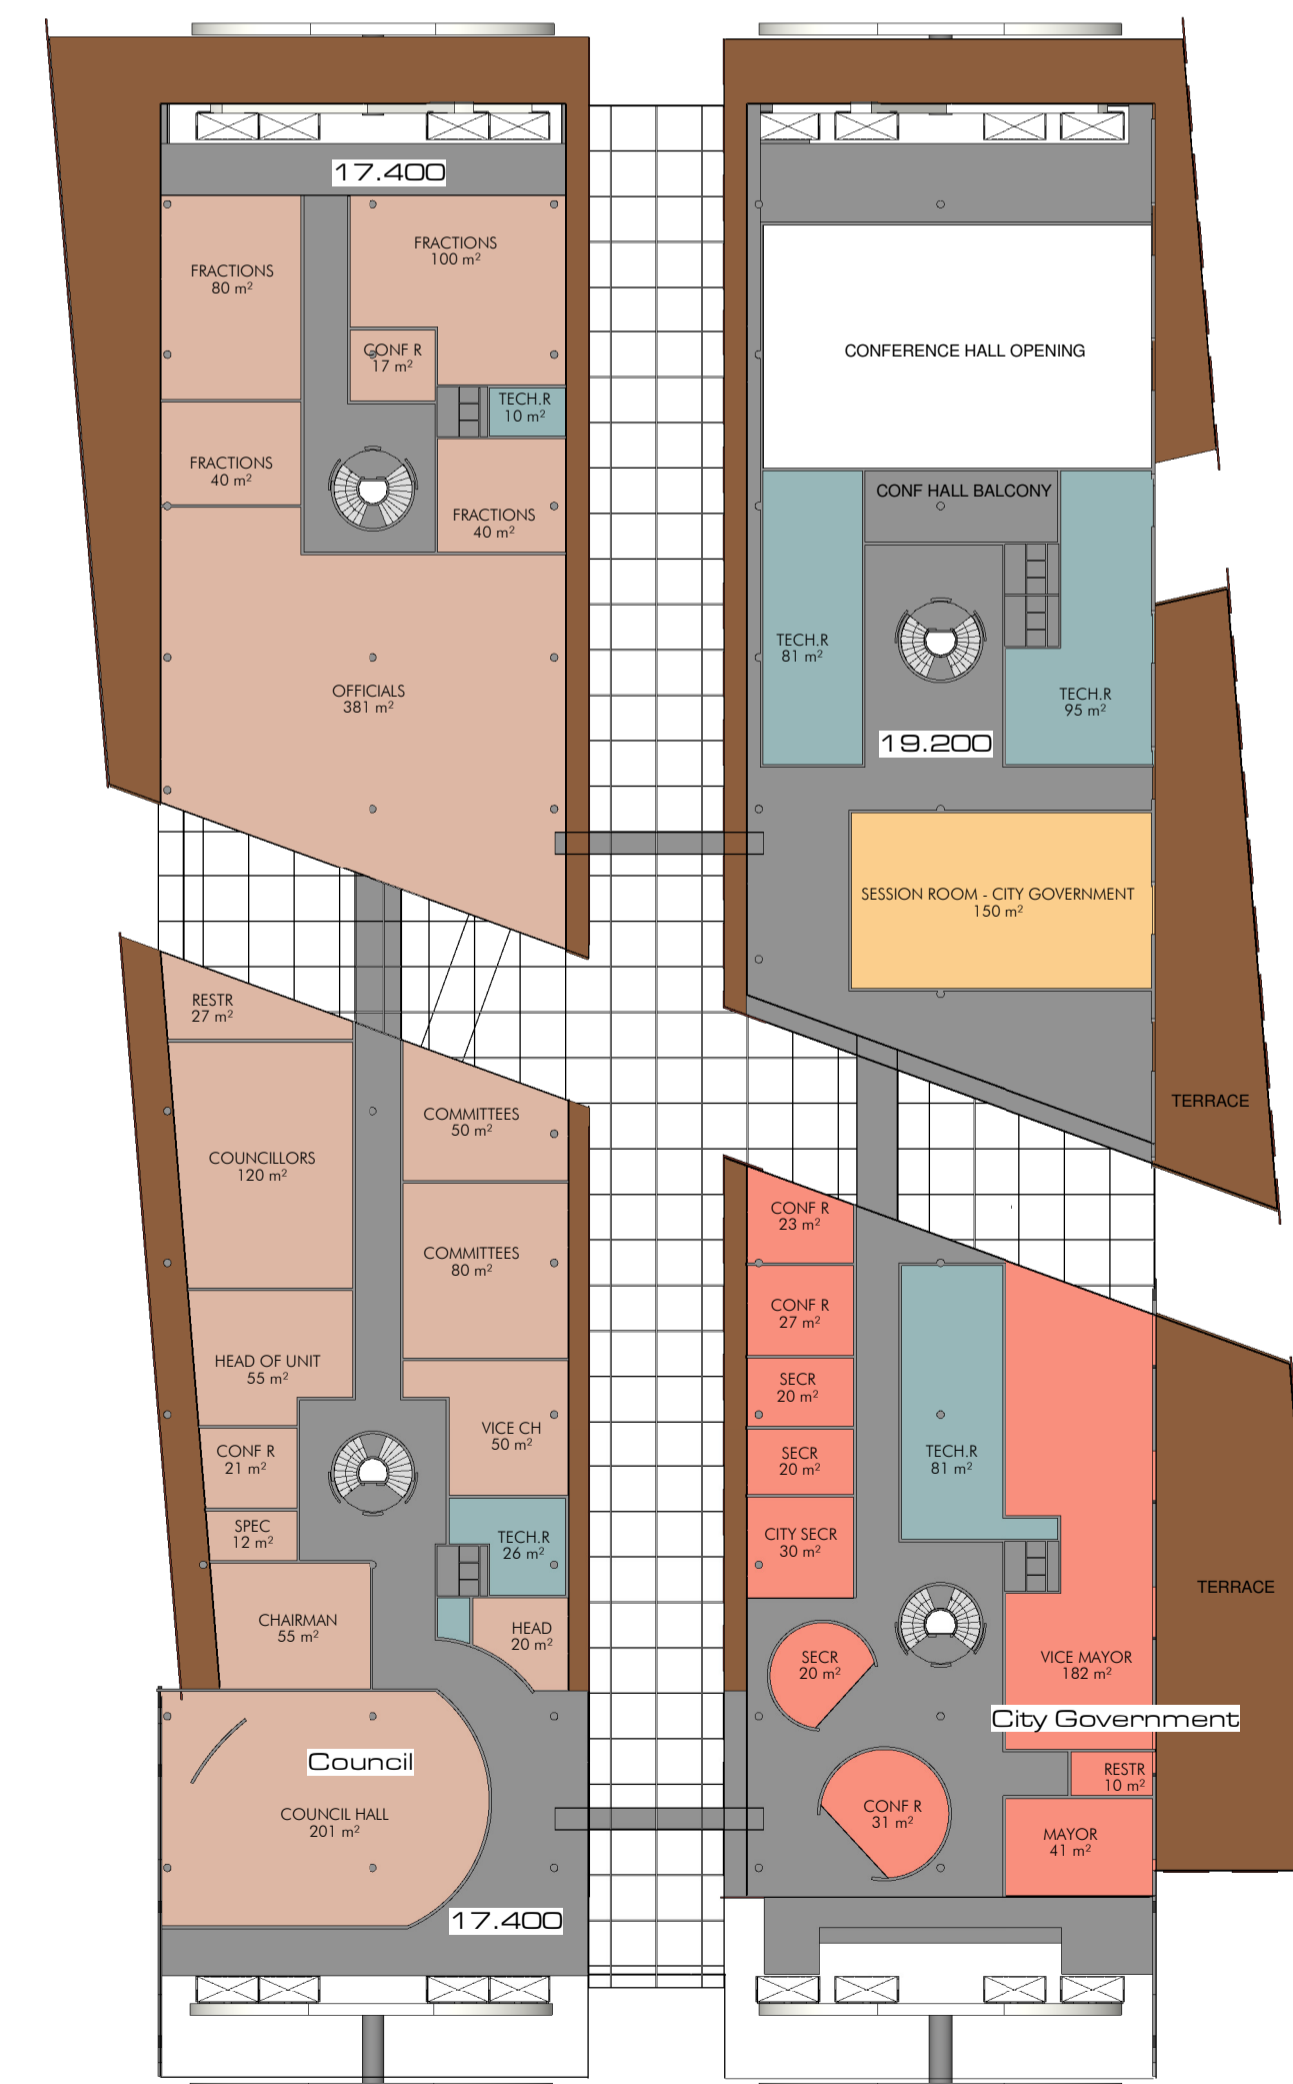 17.400
FRACTIONS
100 m²
FRACTIONS
80 m²
CONF R
17 m²
TECH.R
10 m²
FRACTIONS
40 m²
FRACTIONS
40 m²
OFFICIALS
381 m²
CONFERENCE HALL OPENING
CONF HALL BALCONY
TECH.R
81 m²
TECH.R
95 m²
19.200
SESSION ROOM - CITY GOVERNMENT
150 m²
TERRACE
RESTR
27 m²
COMMITTEES
50 m²
COUNCILLORS
120 m²
COMMITTEES
80 m²
HEAD OF UNIT
55 m²
VICE CH
50 m²
CONF R
21 m²
SPEC
12 m²
TECH.R
26 m²
CHAIRMAN
55 m²
HEAD
20 m²
Council
COUNCIL HALL
201 m²
17.400
CONF R
23 m²
CONF R
27 m²
SECR
20 m²
SECR
20 m²
TECH.R
81 m²
CITY SECR
30 m²
TERRACE
SECR
20 m²
VICE MAYOR
182 m²
City Government
RESTR
10 m²
CONF R
31 m²
MAYOR
41 m²